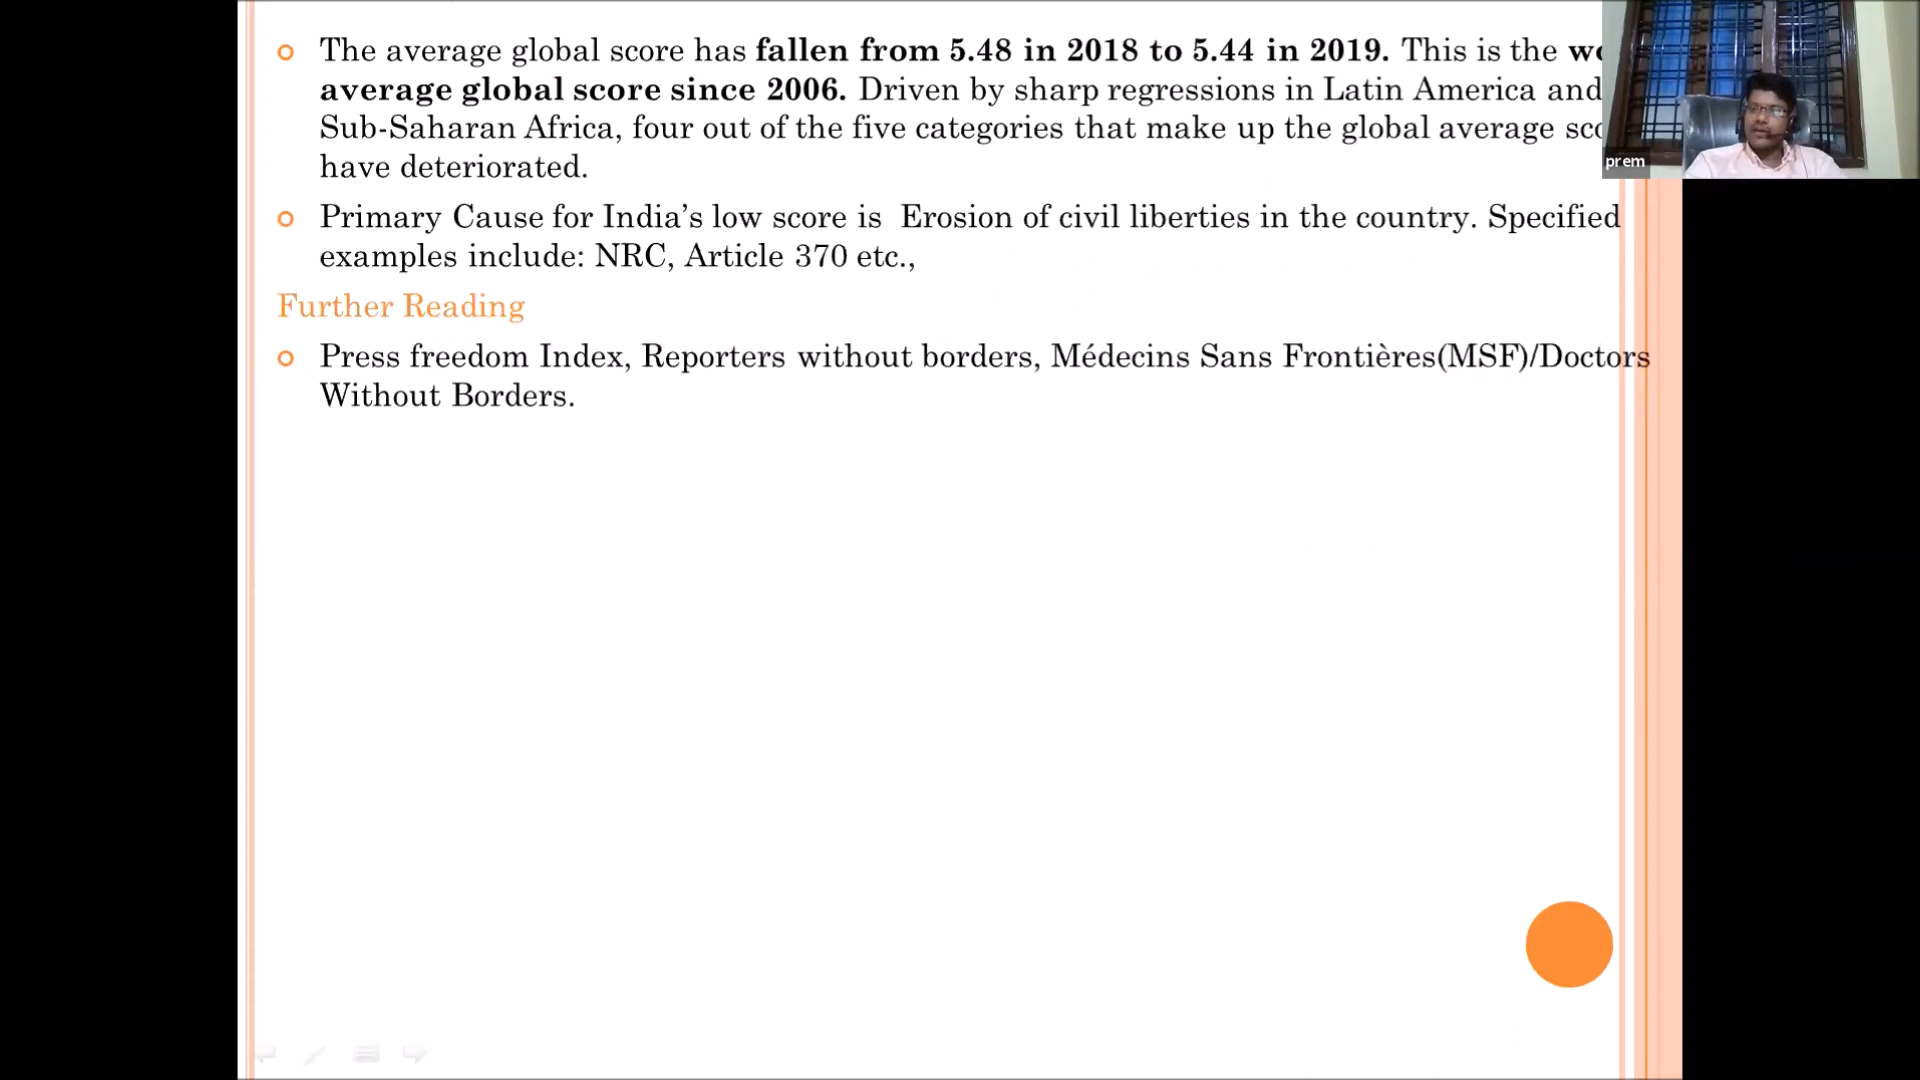 The average global score has fallen from 5.48 in 2018 to 5.44 in 2019. This is the
average global score since 2006. Driven by sharp regressions in Latin America and
Sub-Saharan Africa, four out of the five categories that make up the global average
have deteriorated.
Primary Cause for India’s low score is  Erosion of civil liberties in the country. Specified
examples include: NRC, Article 370 etc.,
Further Reading
Press freedom Index, Reporters without borders, Médecins Sans Frontières(MSF)/Doctors
Without Borders.
prem